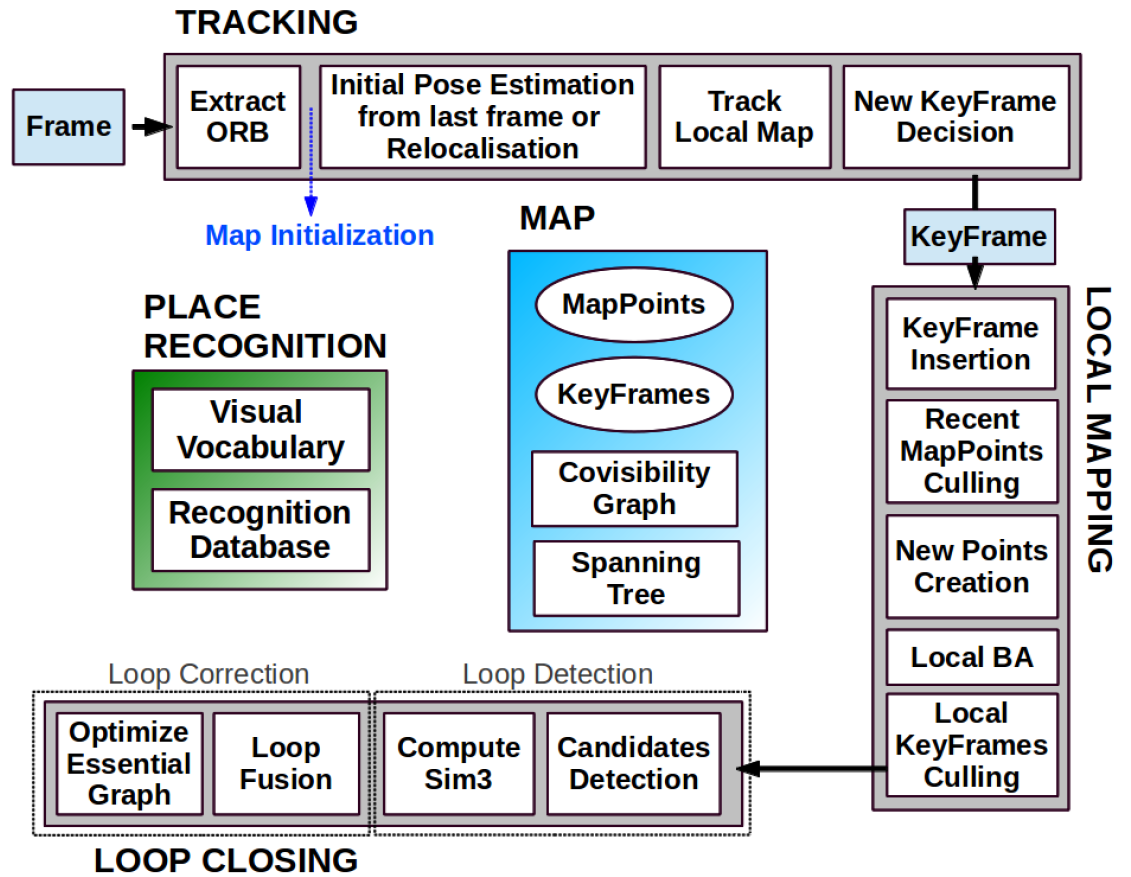 TRACKING
Frame
Extract
ORB
Initial Pose Estimation
from last frame or
Relocalisation
Track
Local Map
New KeyFrame
Decision
Map Initialization
MAP
KeyFrame
PLACE
RECOGNITION
Visual
Vocabulary
Recognition
Database
MapPoints
KeyFrames
Covisibility
Graph
Spanning
Tree
LOCAL MAPPING
KeyFrame
Insertion
Recent
MapPoints
Culling
New Points
Creation
Local BA
Local
KeyFrames
Culling
Loop Correction
Loop Detection
Optimize
Essential
Graph
Loop
Fusion
Compute
Sim3
Candidates
Detection
LOOP CLOSING